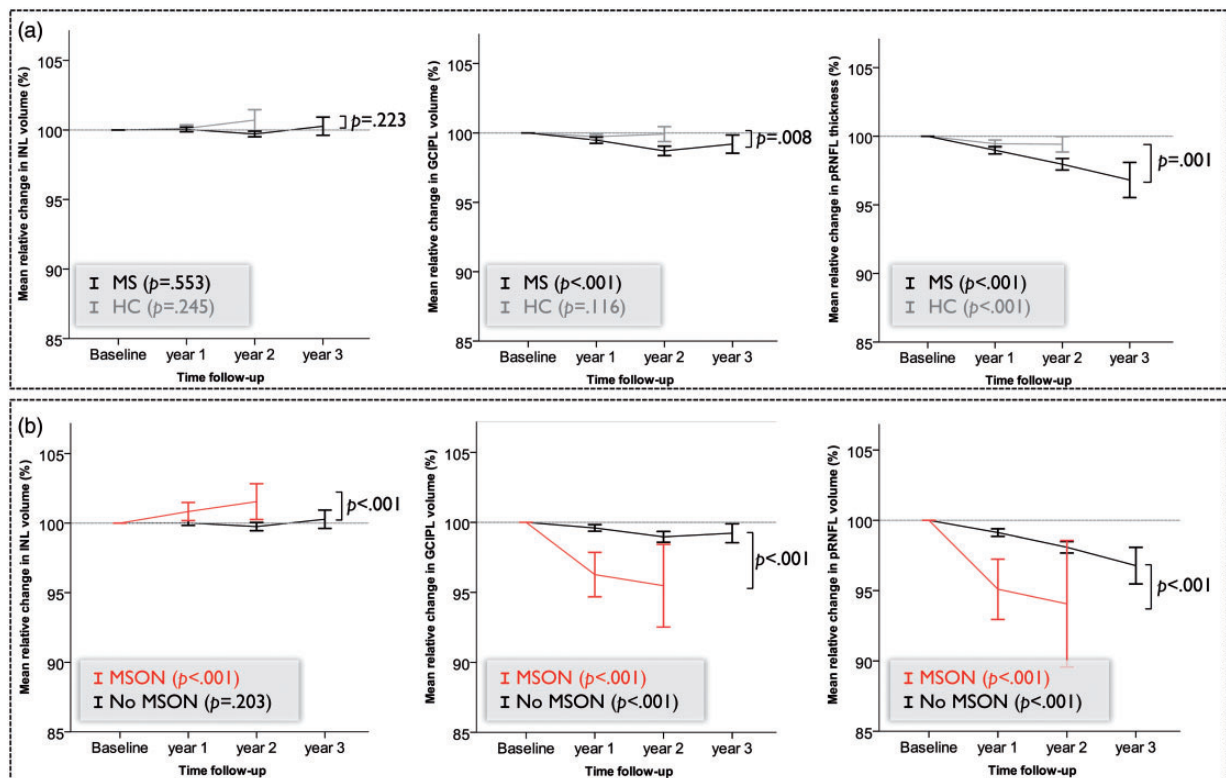 (a)
Mean relative change in INL volume (%)
105
100
95
90
85
p=.223
MS (p=.553)
HC (p=.245)
Baseline year 1 year 2 year 3
Time follow-up
Mean relative change in GCIPL volume (%)
105
100
95
90
85
p=.008
MS (p<.001)
HC (p=.116)
Baseline year 1 year 2 year 3
Time follow-up
Mean relative change in pRNFL thickness (%)
105
100
95
90
85
p=.001
MS (p<.001)
HC (p<.001)
Baseline year 1 year 2 year 3
Time follow-up
(b)
Mean relative change in INL volume (%)
105
100
95
90
85
p<.001
MSON (p<.001)
No MSON (p=.203)
Baseline year 1 year 2 year 3
Time follow-up
Mean relative change in GCIPL volume (%)
105
100
95
90
85
p<.001
MSON (p<.001)
No MSON (p<.001)
Baseline year 1 year 2 year 3
Time follow-up
Mean relative change in pRNFL volume (%)
105
100
95
90
85
p<.001
MSON (p<.001)
No MSON (p<.001)
Baseline year 1 year 2 year 3
Time follow-up